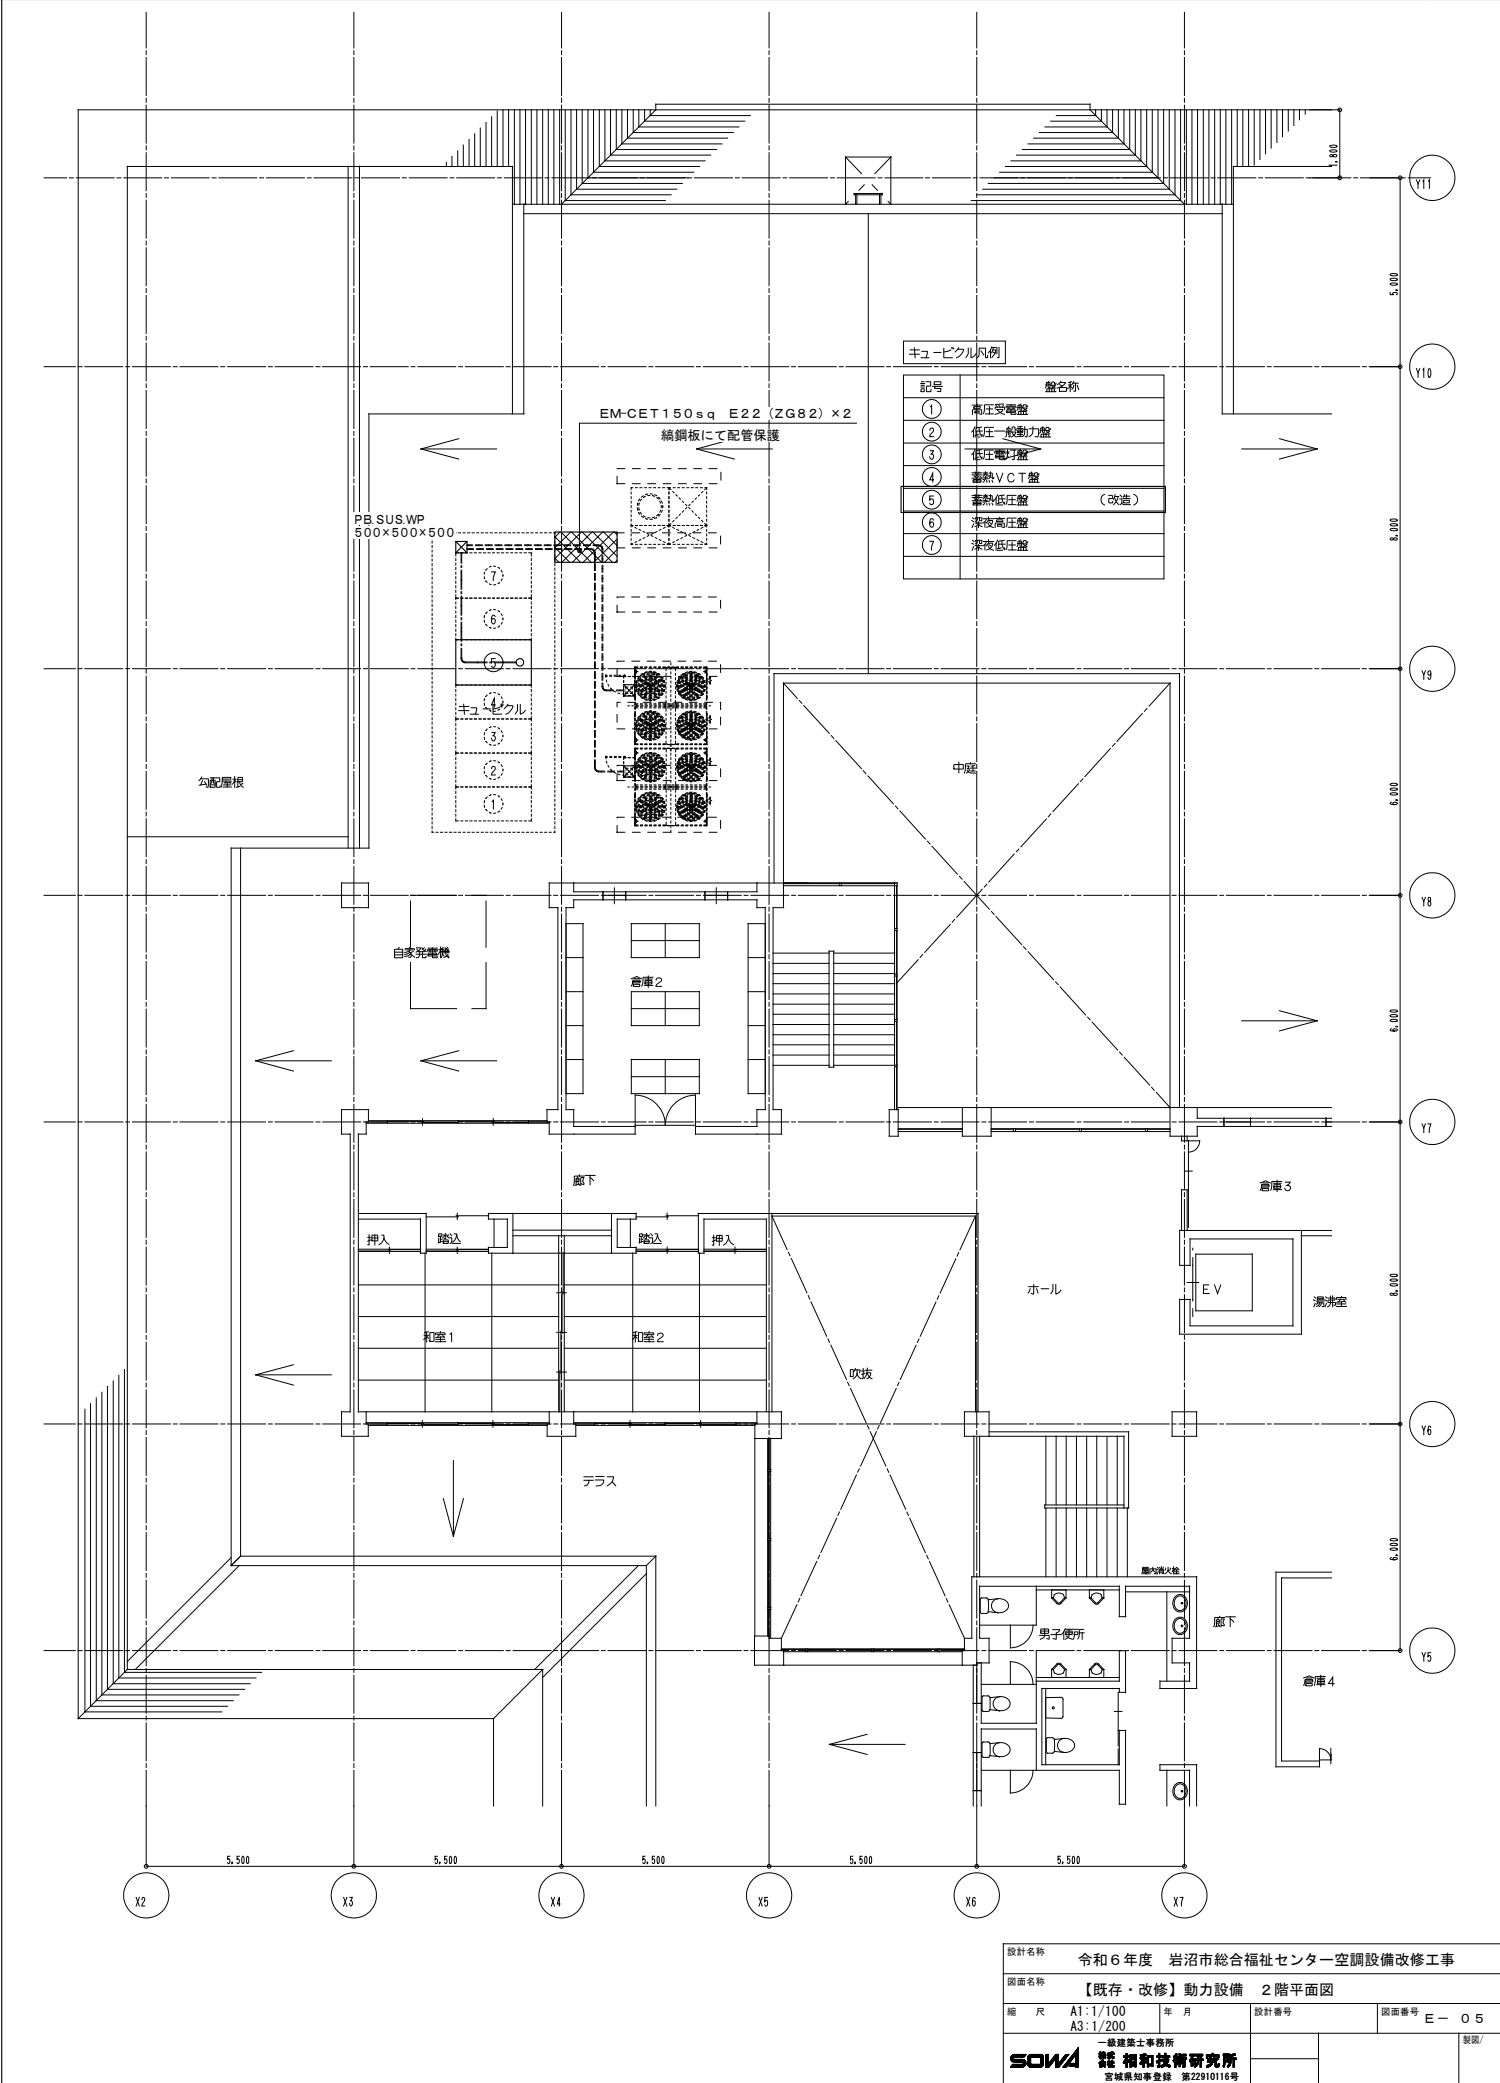 1.800
Y11
5.000
キュービクル凡例
Y10
記号 盤名称
① 高圧受電盤
② 低圧一般動力盤
③ 低圧電灯盤
④ 蓄熱VCT盤
⑤ 蓄熱低圧盤 (改造)
⑥ 深夜高圧盤
⑦ 深夜低圧盤
EM-CET150sq E22 (ZG82) ×2
縞鋼板にて配管保護
8.000
PB.SUS.WP
500×500×500
⑦
⑥
⑤
④
キュービクル
③
②
①
Y9
中庭
勾配屋根
6.000
Y8
自家発電機
倉庫2
6.000
Y7
廊下
倉庫3
押入
踏込
踏込
押入
ホール
EV
湯沸室
8.000
和室1
和室2
吹抜
Y6
テラス
6.000
屋内消火栓
男子便所
廊下
Y5
倉庫4
5.500
5.500
5.500
5.500
5.500
X2
X3
X4
X5
X6
X7
設計名称 令和6年度 岩沼市総合福祉センター空調設備改修工事
図面名称 【既存・改修】動力設備 2階平面図
縮尺 A1:1/100
A3:1/200
年月
設計番号
図面番号 E- 05
一級建築士事務所
SOWA 株式会社 相和技術研究所
宮城県知事登録 第22910116号
製図/